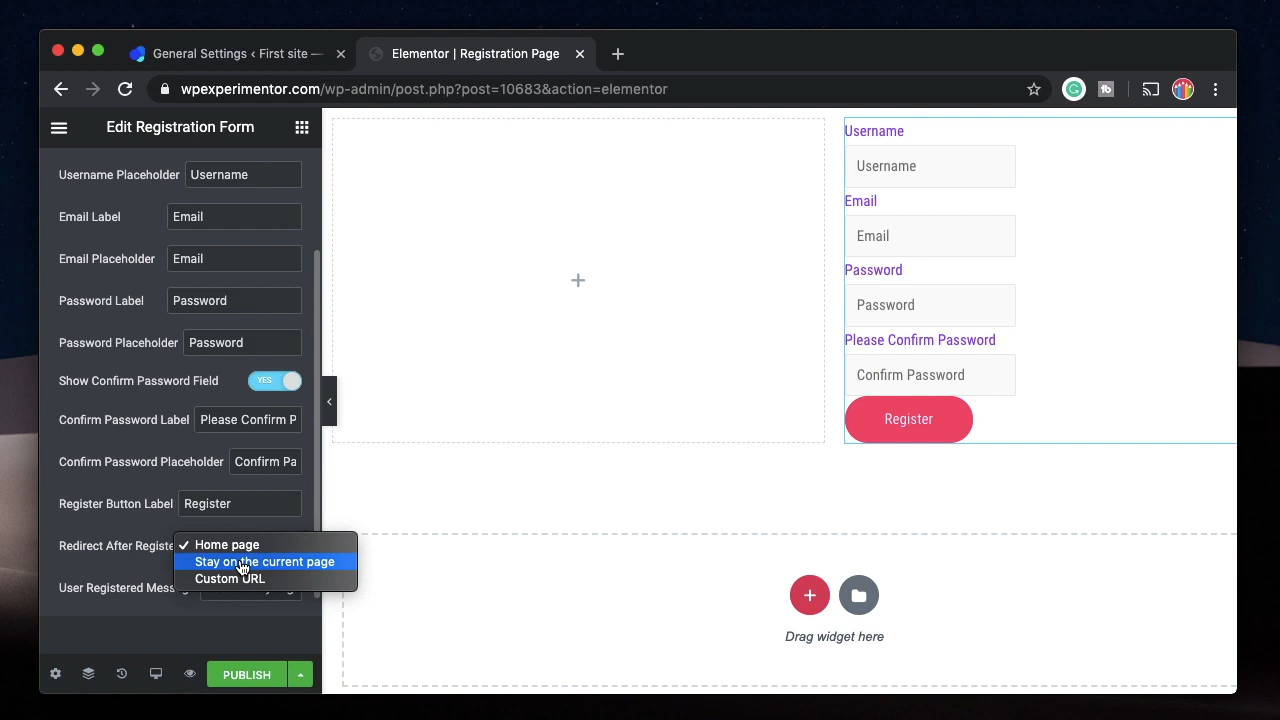 General Settings ‹ First site —
Elementor | Registration Page
wpexperimentor.com/wp-admin/post.php?post=10683&action=elementor
Edit Registration Form
Username Placeholder Username
Email Label Email
Email Placeholder Email
Password Label Password
Password Placeholder Password
Show Confirm Password Field YES
Confirm Password Label Please Confirm P
Confirm Password Placeholder Confirm Pa
Register Button Label Register
Redirect After Registe
Home page
Stay on the current page
Custom URL
User Registered Mess
PUBLISH
Username
Username
Email
Email
Password
Password
Please Confirm Password
Confirm Password
Register
Drag widget here